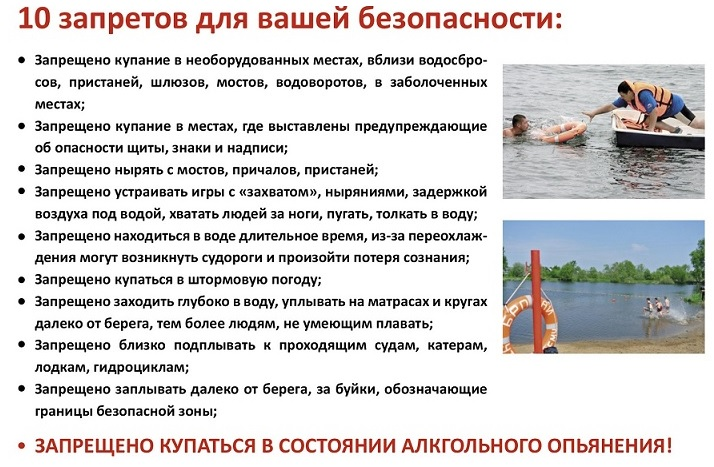 10 запретов для вашей безопасности:
• Запрещено купание в необорудованных местах, вблизи водосбро-
сов, пристаней, шлюзов, мостов, водоворотов, в заболоченных
местах;
• Запрещено купание в местах, где выставлены предупреждающие
об опасности щиты, знаки и надписи;
• Запрещено нырять с мостов, причалов, пристаней;
• Запрещено устраивать игры с «захватом», ныряниями, задержкой
воздуха под водой, хватать людей за ноги, пугать, толкать в воду;
• Запрещено находиться в воде длительное время, из-за переохлаж-
дения могут возникнуть судороги и произойти потеря сознания;
• Запрещено купаться в штормовую погоду;
• Запрещено заходить глубоко в воду, уплывать на матрасах и кругах
далеко от берега, тем более людям, не умеющим плавать;
• Запрещено близко подплывать к проходящим судам, катерам,
лодкам, гидроциклам;
• Запрещено заплывать далеко от берега, за буйки, обозначающие
границы безопасной зоны;
• ЗАПРЕЩЕНО КУПАТЬСЯ В СОСТОЯНИИ АЛКГОЛЬНОГО ОПЬЯНЕНИЯ!